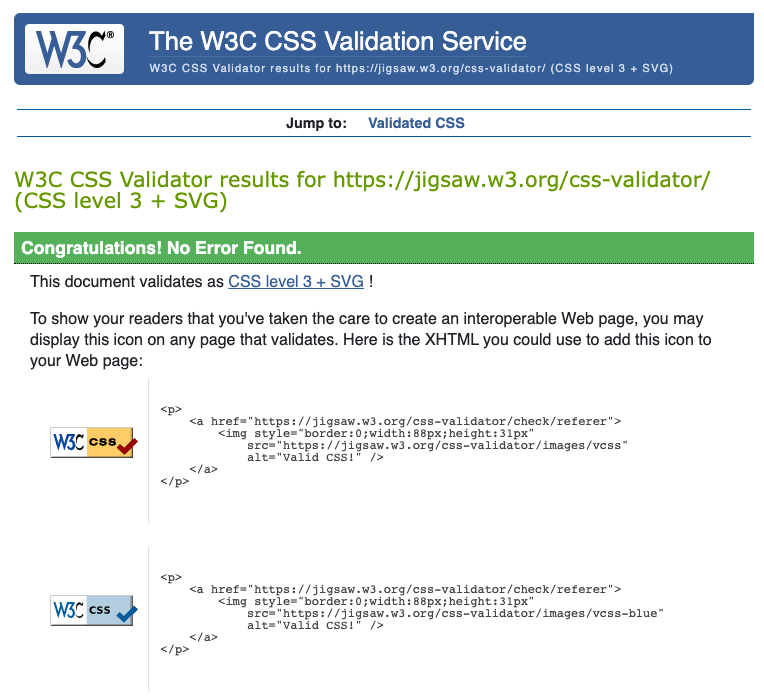 W3C®
The W3C CSS Validation Service
W3C CSS Validator results for https://jigsaw.w3.org/css-validator/ (CSS level 3 + SVG)
Jump to: Validated CSS
W3C CSS Validator results for https://jigsaw.w3.org/css-validator/
(CSS level 3 + SVG)
Congratulations! No Error Found.
This document validates as CSS level 3 + SVG !
To show your readers that you've taken the care to create an interoperable Web page, you may
display this icon on any page that validates. Here is the XHTML you could use to add this icon to
your Web page:
W3C css
<p>
    <a href="https://jigsaw.w3.org/css-validator/check/referer">
        <img style="border:0;width:88px;height:31px"
            src="https://jigsaw.w3.org/css-validator/images/vcss"
            alt="Valid CSS!" />
    </a>
</p>
W3C css
<p>
    <a href="https://jigsaw.w3.org/css-validator/check/referer">
        <img style="border:0;width:88px;height:31px"
            src="https://jigsaw.w3.org/css-validator/images/vcss-blue"
            alt="Valid CSS!" />
    </a>
</p>